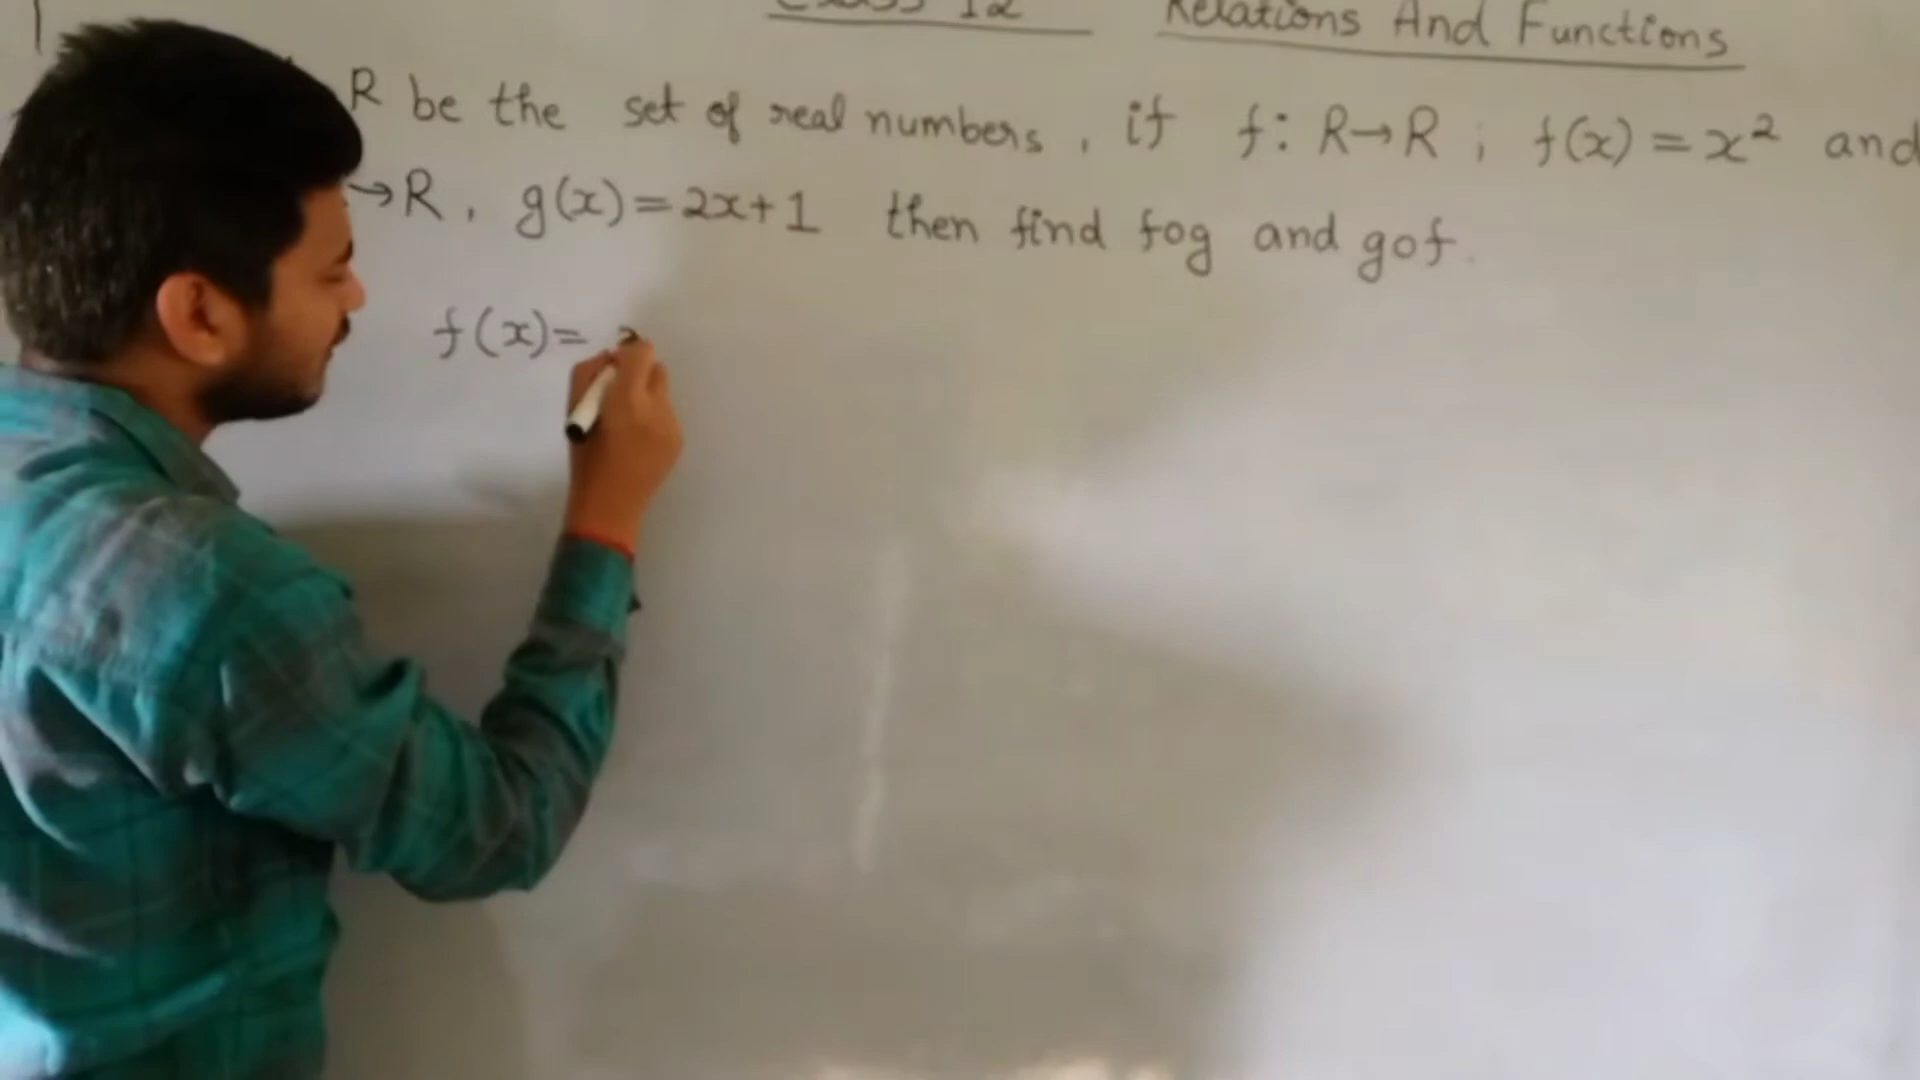 Class 12 Relations And Functions
R be the set of real numbers, if f: R→R ; f(x) = x² and
→R, g(x) = 2x+1 then find fog and gof.
f(x) =